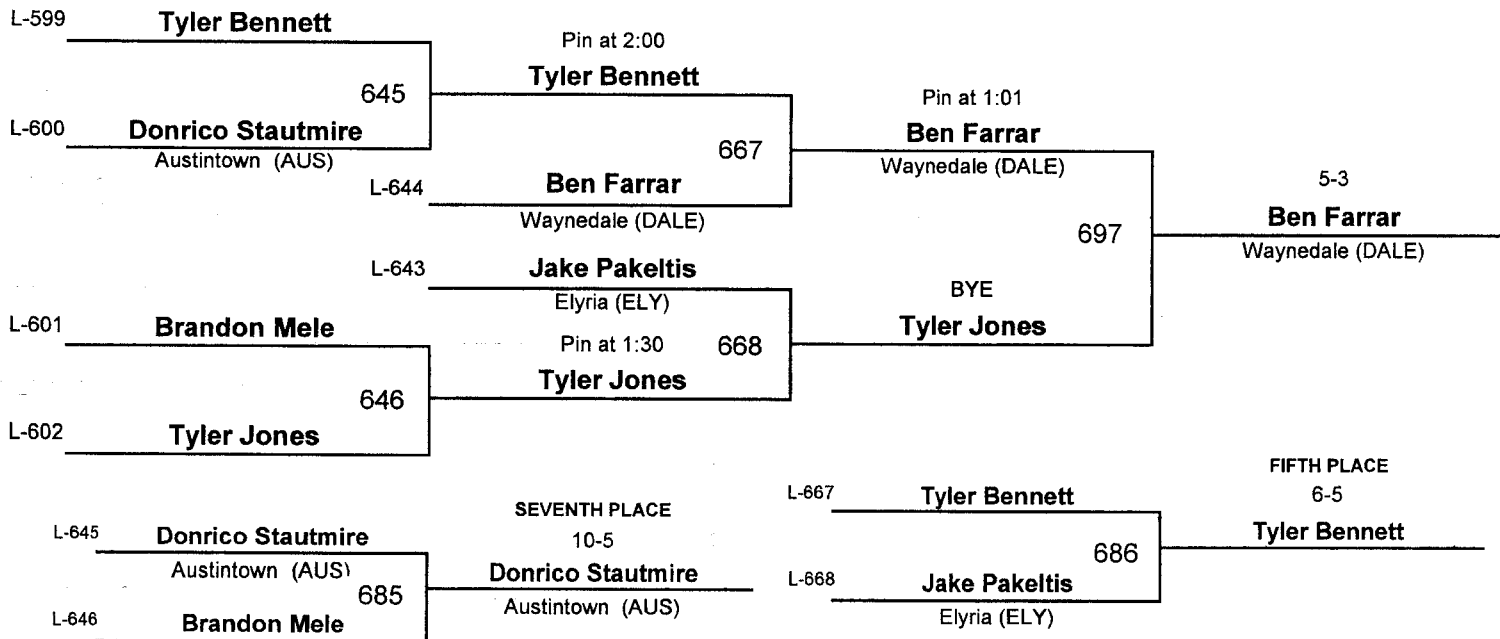 L-599 Tyler Bennett
Pin at 2:00
645 Tyler Bennett
Pin at 1:01
L-600 Donrico Stautmire
Austintown (AUS)
667 Ben Farrar
Waynedale (DALE)
L-644 Ben Farrar
Waynedale (DALE)
5-3
697 Ben Farrar
Waynedale (DALE)
L-643 Jake Pakeltis
Elyria (ELY)
BYE
L-601 Brandon Mele
Pin at 1:30 668 Tyler Jones
646 Tyler Jones
L-602 Tyler Jones
FIFTH PLACE
L-667 Tyler Bennett 6-5
SEVENTH PLACE
L-645 Donrico Stautmire 10-5 686 Tyler Bennett
Austintown (AUS)
685 Donrico Stautmire
Austintown (AUS)
L-668 Jake Pakeltis
Elyria (ELY)
L-646 Brandon Mele